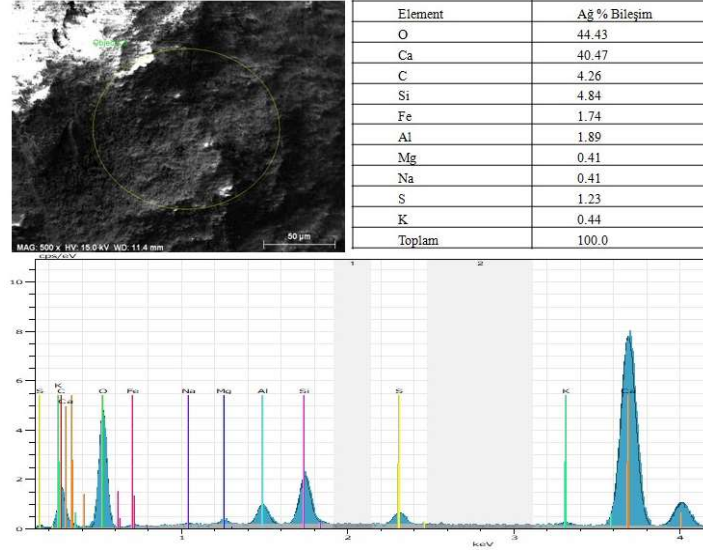 Objects
MAG: 500 x HV: 15.0 kV WD: 11.4 mm
50 µm
Element Ağ % Bileşim
O 44.43
Ca 40.47
C 4.26
Si 4.84
Fe 1.74
Al 1.89
Mg 0.41
Na 0.41
S 1.23
K 0.44
Toplam 100.0
cps/eV
1 2
10
8
6
4
2
0
K
S C O Fe Na Mg Al Si S K Ca
Ca
1 2 3 4
keV